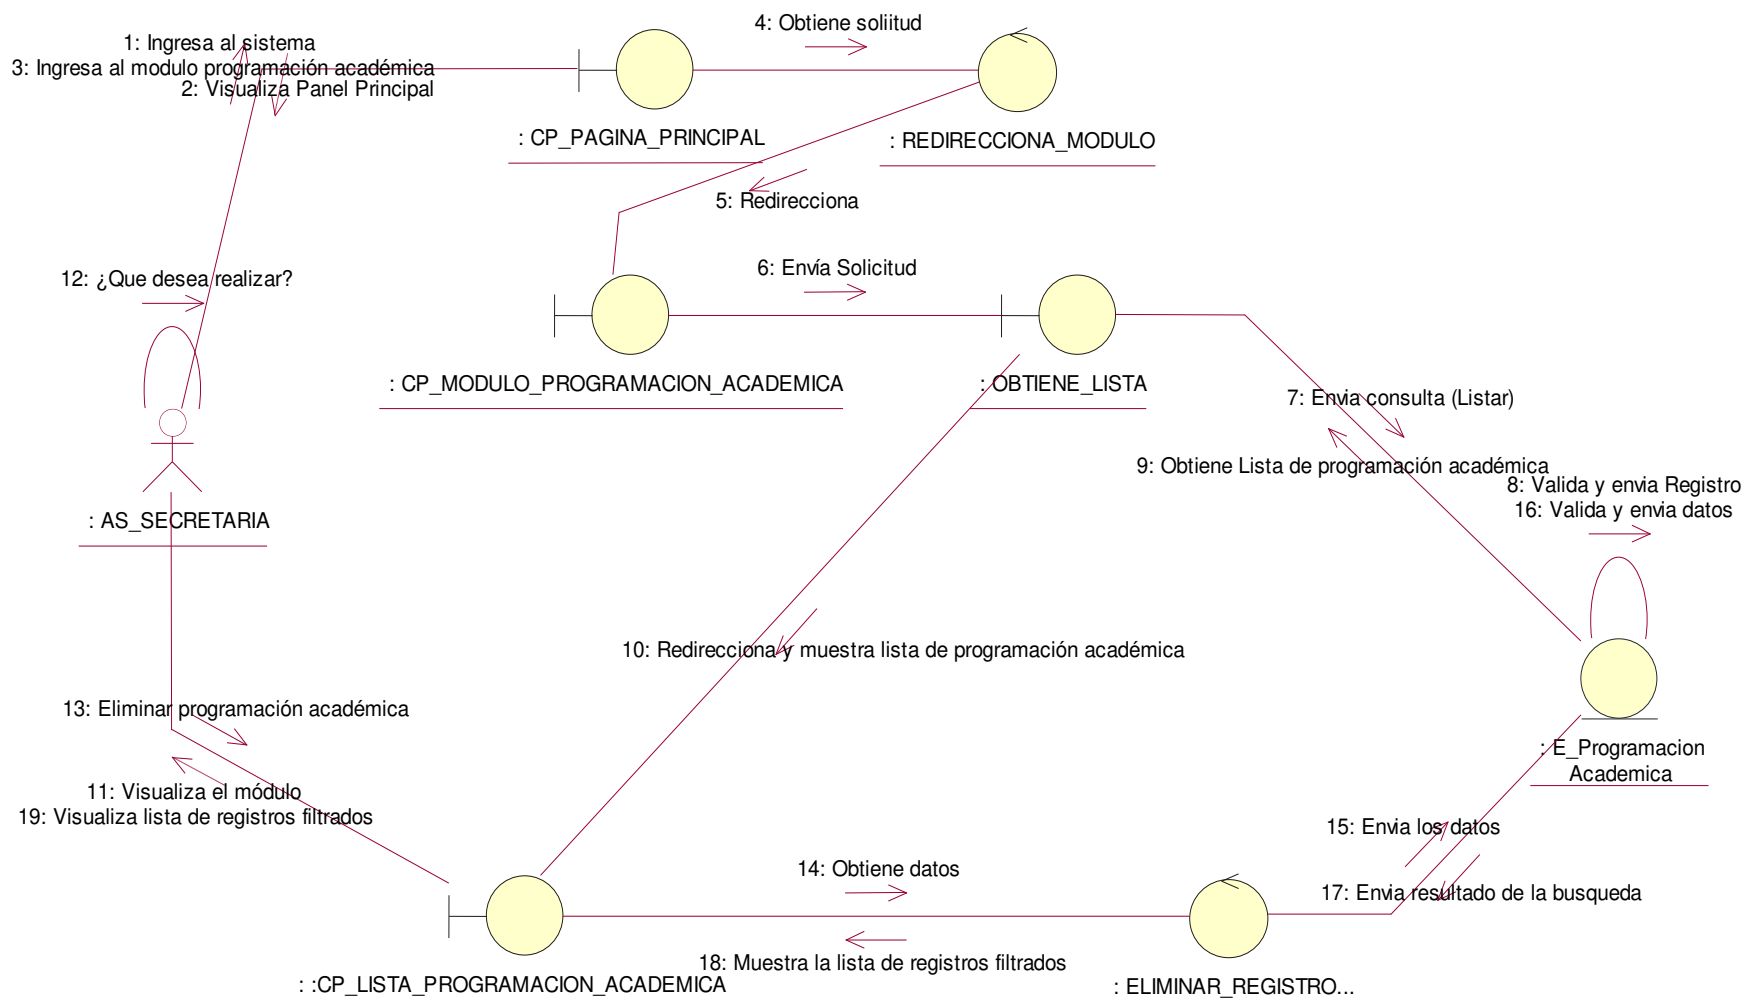 4: Obtiene soliitud
1: Ingresa al sistema
3: Ingresa al modulo programación académica
2: Visualiza Panel Principal
: CP_PAGINA_PRINCIPAL
: REDIRECCIONA_MODULO
5: Redirecciona
12: ¿Que desea realizar?
6: Envía Solicitud
: CP_MODULO_PROGRAMACION_ACADEMICA
: OBTIENE_LISTA
7: Envia consulta (Listar)
9: Obtiene Lista de programación académica
8: Valida y envia Registro
16: Valida y envia datos
: AS_SECRETARIA
10: Redirecciona y muestra lista de programación académica
13: Eliminar programación académica
: E_Programacion
Academica
11: Visualiza el módulo
19: Visualiza lista de registros filtrados
15: Envia los datos
14: Obtiene datos
17: Envia resultado de la busqueda
18: Muestra la lista de registros filtrados
: :CP_LISTA_PROGRAMACION_ACADEMICA
: ELIMINAR_REGISTRO...